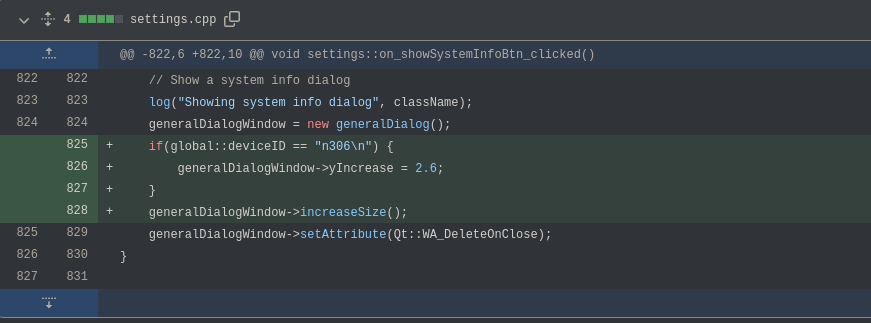 4 settings.cpp
@@ -822,6 +822,10 @@ void settings::on_showSystemInfoBtn_clicked()
822 822 // Show a system info dialog
823 823 log("Showing system info dialog", className);
824 824 generalDialogWindow = new generalDialog();
825 + if(global::deviceID == "n306\n") {
826 + generalDialogWindow->yIncrease = 2.6;
827 + }
828 + generalDialogWindow->increaseSize();
825 829 generalDialogWindow->setAttribute(Qt::WA_DeleteOnClose);
826 830 }
827 831